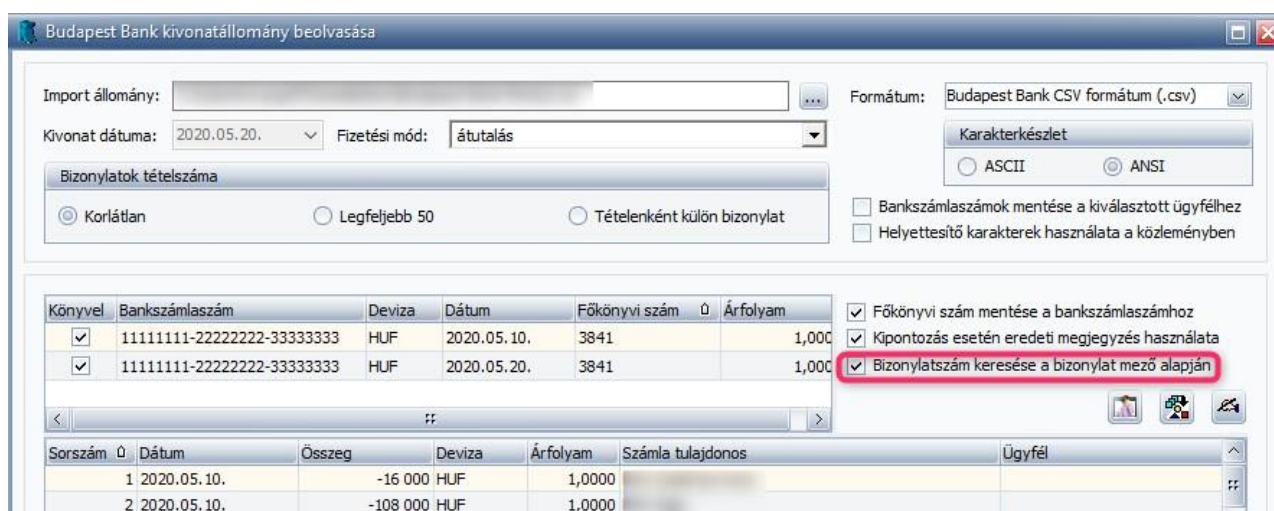 Budapest Bank kivonatállomány beolvasása
Import állomány: ... Formátum: Budapest Bank CSV formátum (.csv)
Kivonat dátuma: 2020.05.20. Fizetési mód: átutalás
Karakterkészlet
ASCII ANSI
Bizonylatok tételszáma
Korlátlan Legfeljebb 50 Tételenként külön bizonylat
Bankszámlaszámok mentése a kiválasztott ügyfélhez
Helyettesítő karakterek használata a közleményben
Könyvel Bankszámlaszám Deviza Dátum Főkönyvi szám Árfolyam
11111111-22222222-33333333 HUF 2020.05.10. 3841 1,000
11111111-22222222-33333333 HUF 2020.05.20. 3841 1,000
Főkönyvi szám mentése a bankszámlaszámhoz
Kipontozás esetén eredeti megjegyzés használata
Bizonylatszám keresése a bizonylat mező alapján
Sorszám Dátum Összeg Deviza Árfolyam Számla tulajdonos Ügyfél
1 2020.05.10. -16 000 HUF 1,0000
2 2020.05.10. -108 000 HUF 1,0000